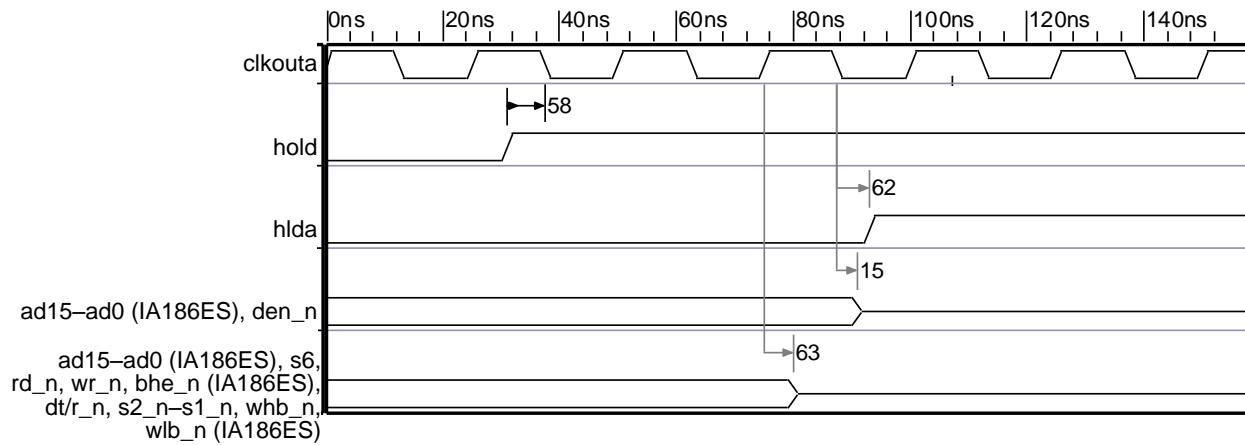 0ns 20ns 40ns 60ns 80ns 100ns 120ns 140ns
clkouta
58
hold
62
hlda
15
ad15–ad0 (IA186ES), den_n
63
ad15–ad0 (IA186ES), s6,
rd_n, wr_n, bhe_n (IA186ES),
dt/r_n, s2_n–s1_n, whb_n,
wlb_n (IA186ES)